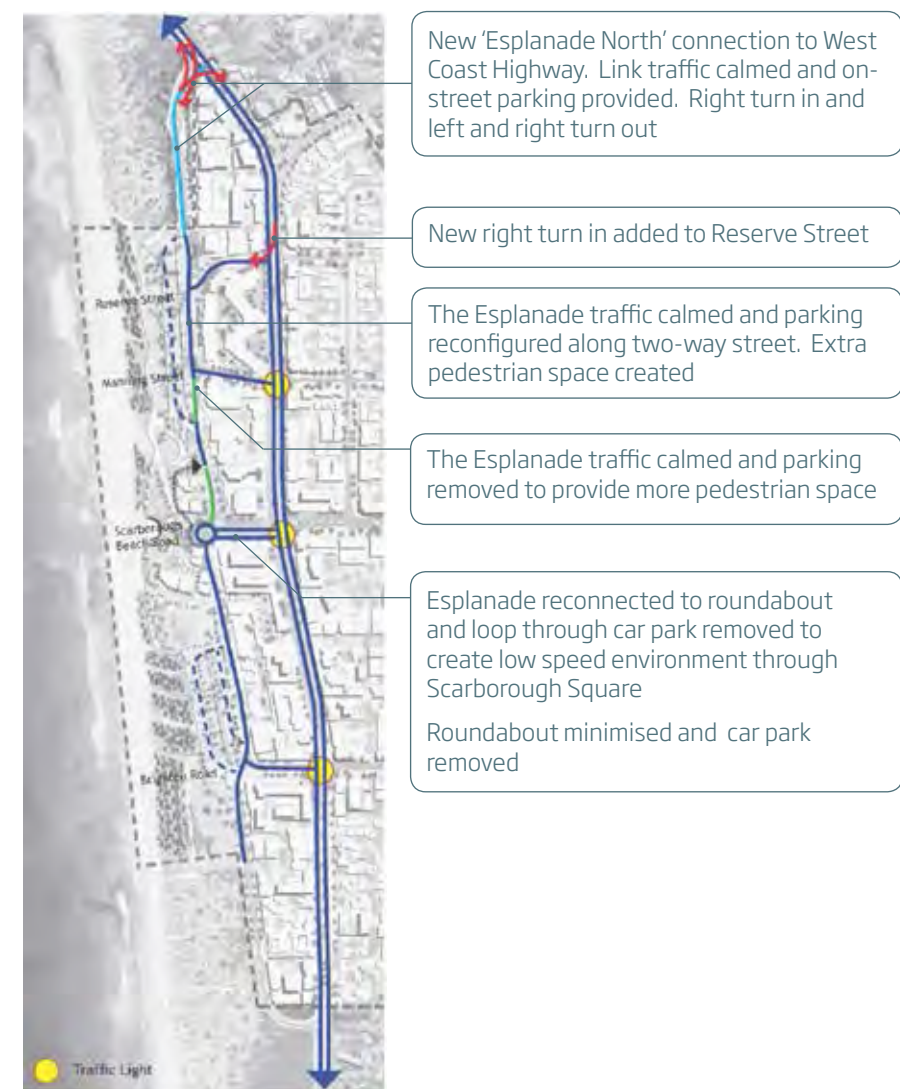 New 'Esplanade North' connection to West
Coast Highway.  Link traffic calmed and on-
street parking provided.  Right turn in and
left and right turn out
New right turn in added to Reserve Street
Reserve Street
The Esplanade traffic calmed and parking
reconfigured along two-way street.  Extra
pedestrian space created
Manning Street
The Esplanade traffic calmed and parking
removed to provide more pedestrian space
Scarborough
Beach Road
Esplanade reconnected to roundabout
and loop through car park removed to
create low speed environment through
Scarborough Square
Roundabout minimised and  car park
removed
Brighton Road
Traffic Light